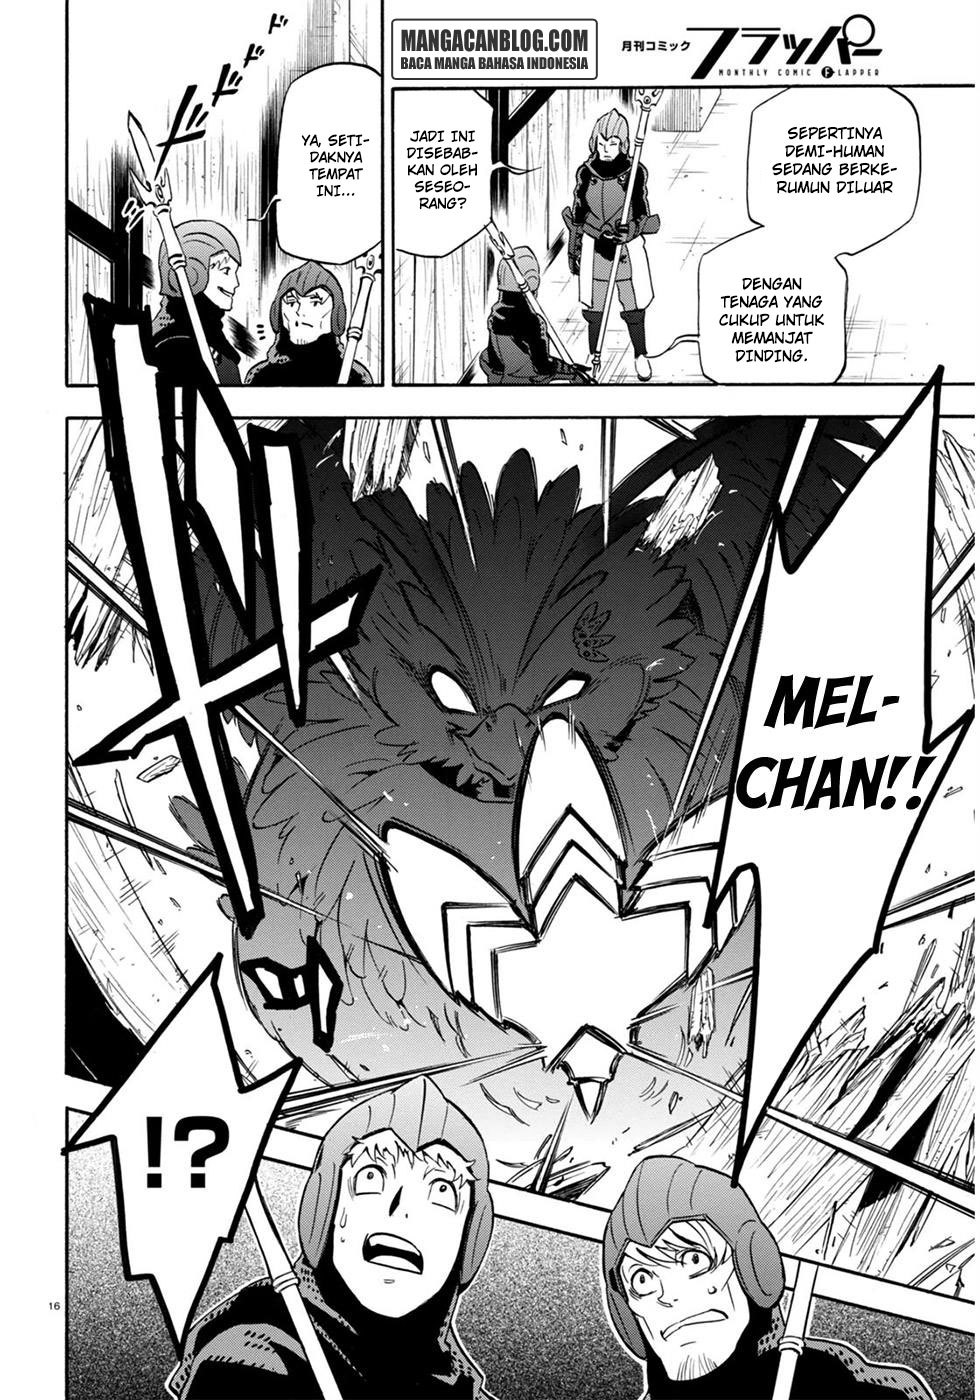 MANGACANBLOG.COM
BACA MANGA BAHASA INDONESIA
月刊コミック
フラッパー
MONTHLY COMIC FLAPPER
SEPERTINYA
DEMI-HUMAN
SEDANG BERKE-
RUMUN DILUAR
DENGAN
TENAGA YANG
CUKUP UNTUK
MEMANJAT
DINDING.
JADI INI
DISEBAB-
KAN OLEH
SESEO-
RANG?
YA, SETI-
DAKNYA
TEMPAT
INI...
ドドドド
MEL-
CHAN!!
!?
16